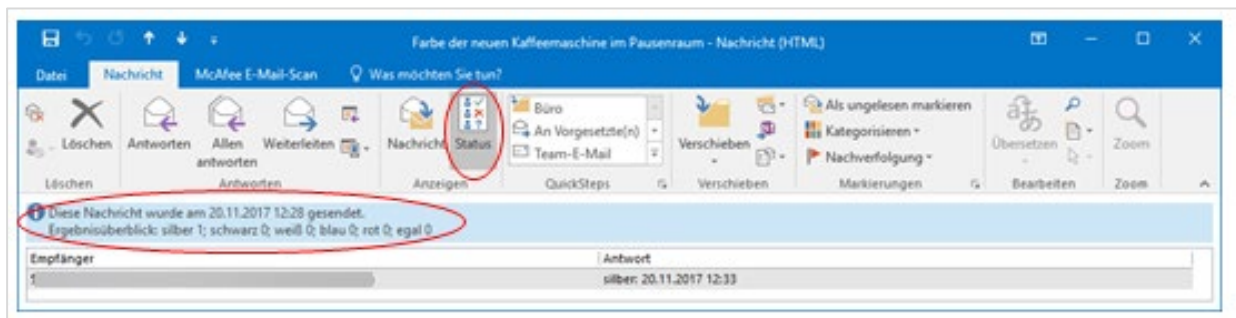 Farbe der neuen Kaffeemaschine im Pausenraum - Nachricht (HTML)
Datei Nachricht McAfee E-Mail-Scan Was möchten Sie tun?
Löschen
Antworten
Allen antworten
Weiterleiten
Nachricht
Status
Büro
An Vorgesetzte(n)
Team-E-Mail
Verschieben
Als ungelesen markieren
Kategorisieren
Nachverfolgung
Übersetzen
Zoom
Löschen Antworten Anzeigen QuickSteps Verschieben Markierungen Bearbeiten Zoom
Diese Nachricht wurde am 20.11.2017 12:28 gesendet.
Ergebnisüberblick: silber 1; schwarz 0; weiß 0; blau 0; rot 0; egal 0
Empfänger Antwort
silber: 20.11.2017 12:33